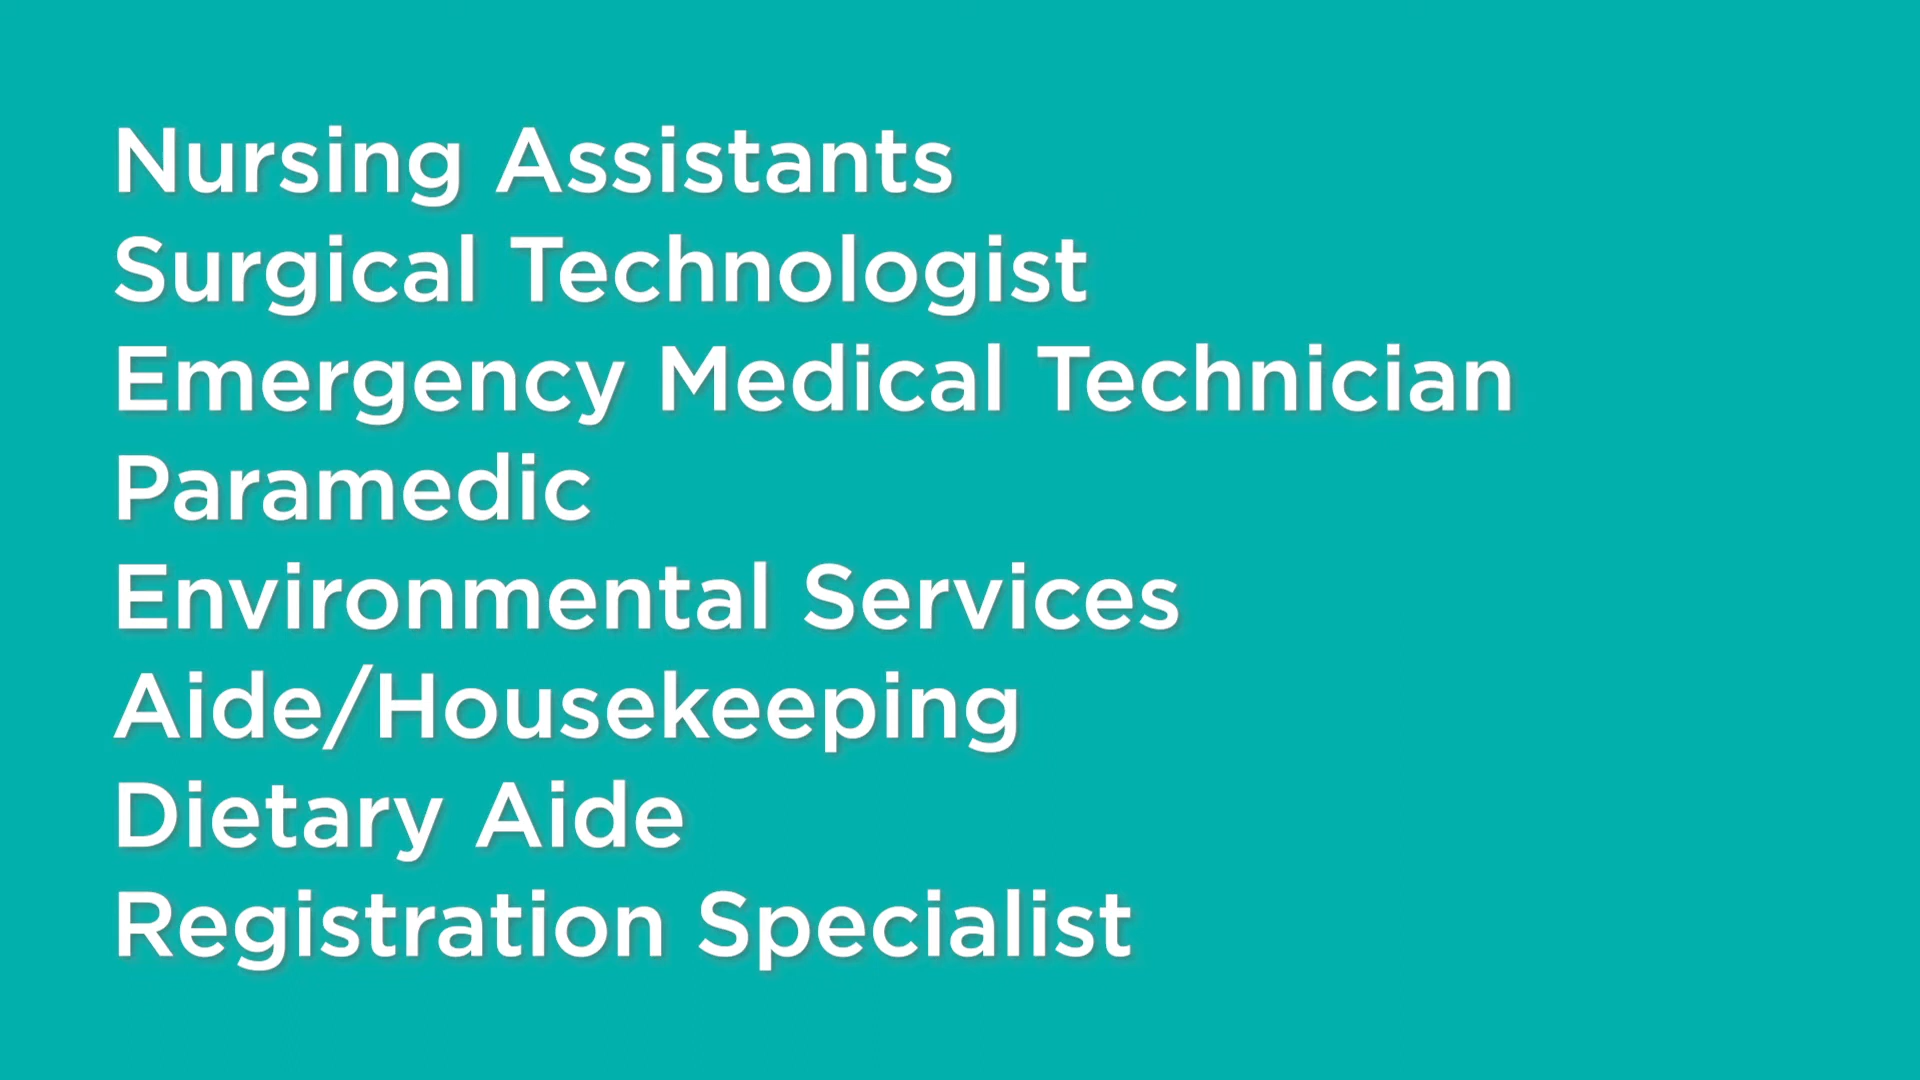 Nursing Assistants
Surgical Technologist
Emergency Medical Technician
Paramedic
Environmental Services
Aide/Housekeeping
Dietary Aide
Registration Specialist